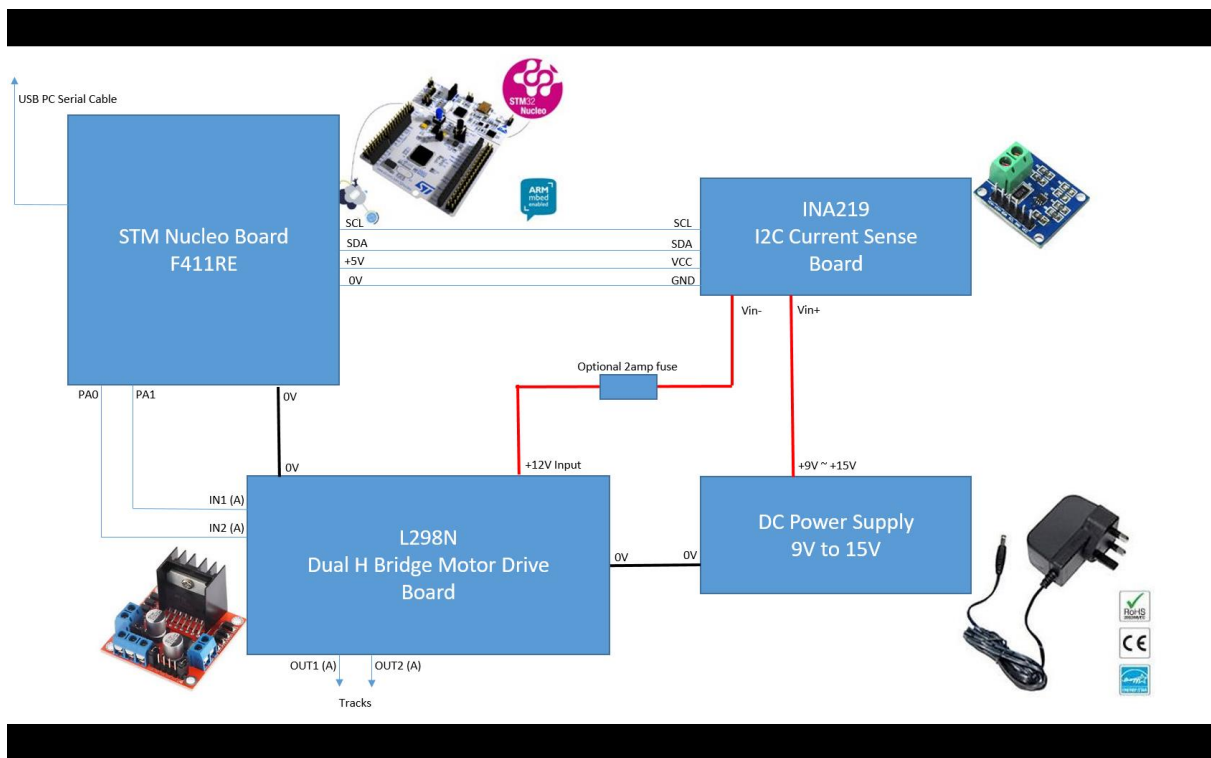 USB PC Serial Cable
STM32
Nucleo
ARM
mbed
enabled
STM Nucleo Board
F411RE
SCL
SDA
+5V
0V
SCL
SDA
VCC
GND
INA219
I2C Current Sense
Board
Vin-
Vin+
Optional 2amp fuse
PA0
PA1
0V
0V
+12V Input
+9V ~ +15V
IN1 (A)
IN2 (A)
L298N
Dual H Bridge Motor Drive
Board
0V
0V
DC Power Supply
9V to 15V
OUT1 (A)
OUT2 (A)
Tracks
RoHS
CE